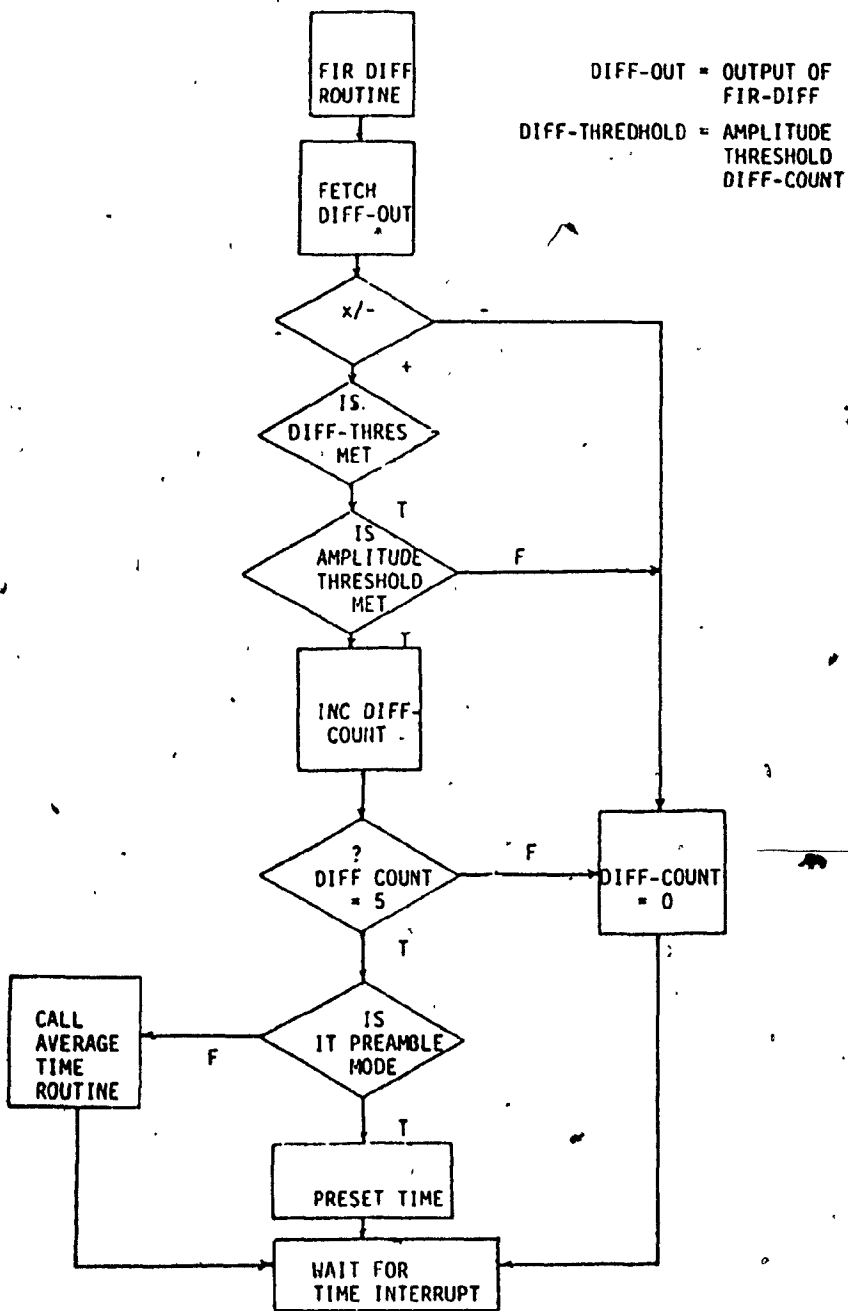 FIR DIFF
ROUTINE
DIFF-OUT = OUTPUT OF
FIR-DIFF
DIFF-THREDHOLD = AMPLITUDE
THRESHOLD
DIFF-COUNT
FETCH
DIFF-OUT
x/-
+
IS.
DIFF-THRES
MET
T
IS
AMPLITUDE
THRESHOLD
MET
F
T
INC DIFF-
COUNT
?
DIFF COUNT
= 5
F
DIFF-COUNT
= 0
T
IS
IT PREAMBLE
MODE
F
CALL
AVERAGE
TIME
ROUTINE
T
PRESET TIME
WAIT FOR
TIME INTERRUPT